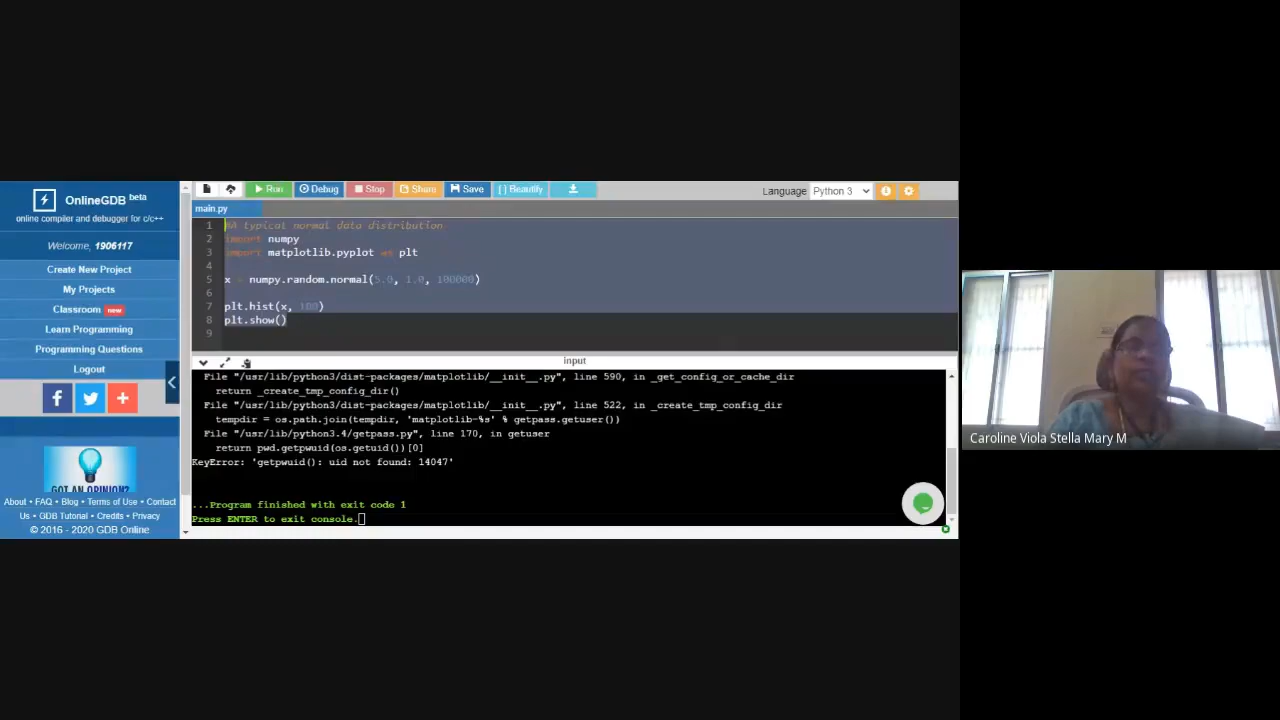 OnlineGDB beta
online compiler and debugger for c/c++
Welcome, 1906117
Create New Project
My Projects
Classroom new
Learn Programming
Programming Questions
Logout
GOT AN OPINION?
About • FAQ • Blog • Terms of Use • Contact
Us • GDB Tutorial • Credits • Privacy
© 2016 - 2020 GDB Online
Run Debug Stop Share Save { } Beautify
Language Python 3
main.py
1 #A typical normal data distribution
2 import numpy
3 import matplotlib.pyplot as plt
4
5 x = numpy.random.normal(5.0, 1.0, 100000)
6
7 plt.hist(x, 100)
8 plt.show()
9
input
File "/usr/lib/python3/dist-packages/matplotlib/__init__.py", line 590, in _get_config_or_cache_dir
return _create_tmp_config_dir()
File "/usr/lib/python3/dist-packages/matplotlib/__init__.py", line 522, in _create_tmp_config_dir
tempdir = os.path.join(tempdir, 'matplotlib-%s' % getpass.getuser())
File "/usr/lib/python3.4/getpass.py", line 170, in getuser
return pwd.getpwuid(os.getuid())[0]
KeyError: 'getpwuid(): uid not found: 14047'
...Program finished with exit code 1
Press ENTER to exit console.
Caroline Viola Stella Mary M